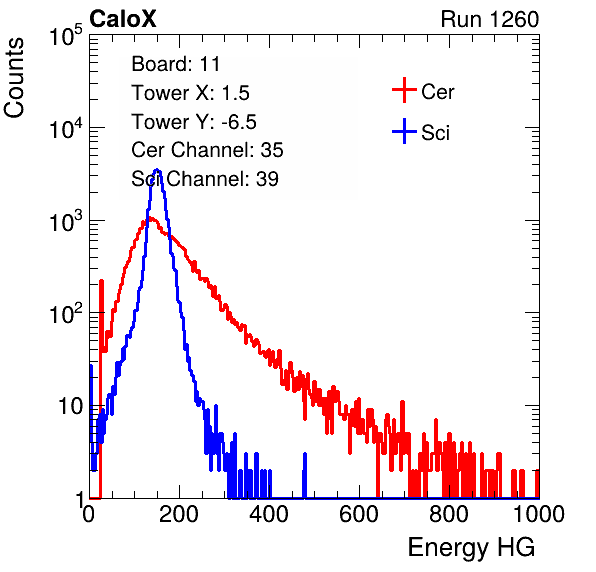 CaloX Run 1260
Counts
10^5
10^4
10^3
10^2
10
1
Board: 11
Tower X: 1.5
Tower Y: -6.5
Cer Channel: 35
Sci Channel: 39
Cer
Sci
0 200 400 600 800 1000
Energy HG